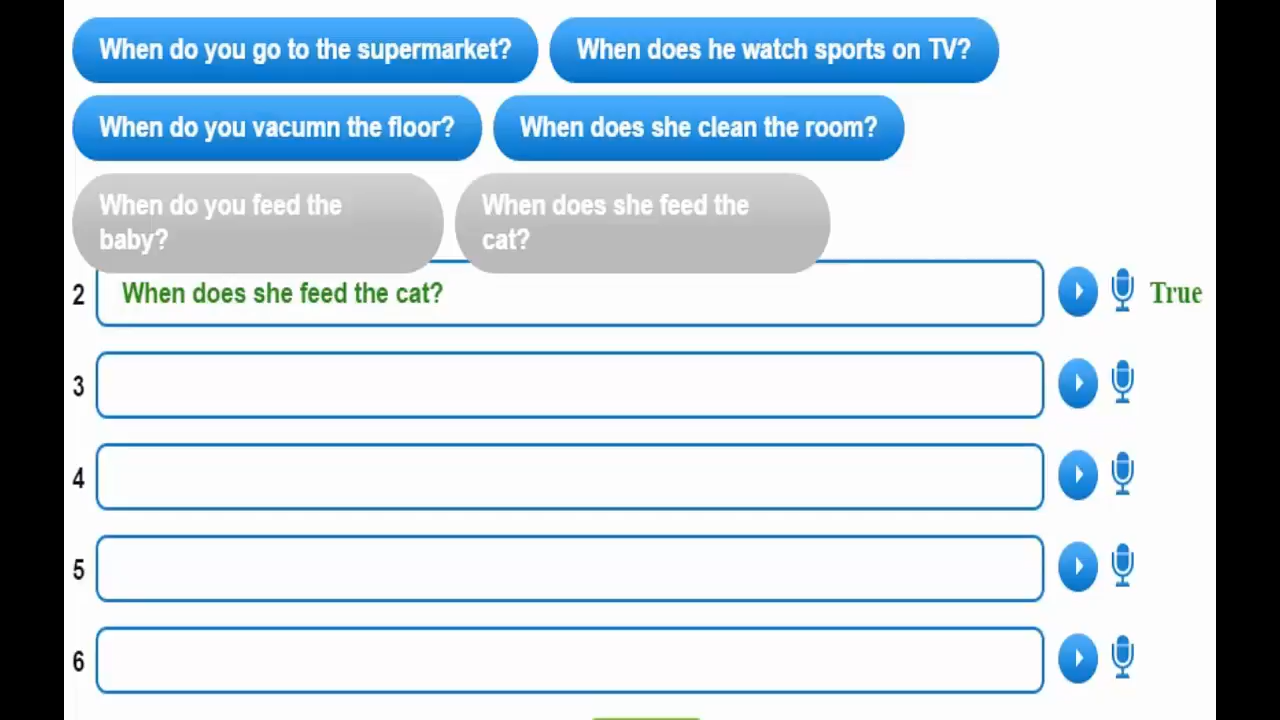 When do you go to the supermarket? When does he watch sports on TV?
When do you vacumn the floor? When does she clean the room?
When do you feed the
baby?
When does she feed the
cat?
2 When does she feed the cat? True
3
4
5
6